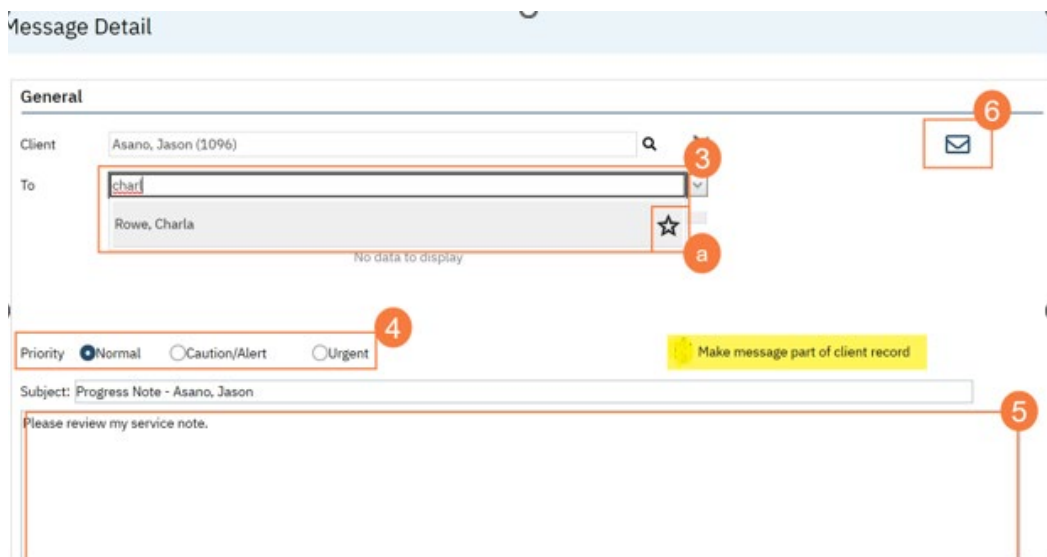 Message Detail
General
6
Client Asano, Jason (1096)
3
To charl
Rowe, Charla
a
No data to display
4
Priority Normal Caution/Alert Urgent Make message part of client record
Subject: Progress Note - Asano, Jason
5
Please review my service note.